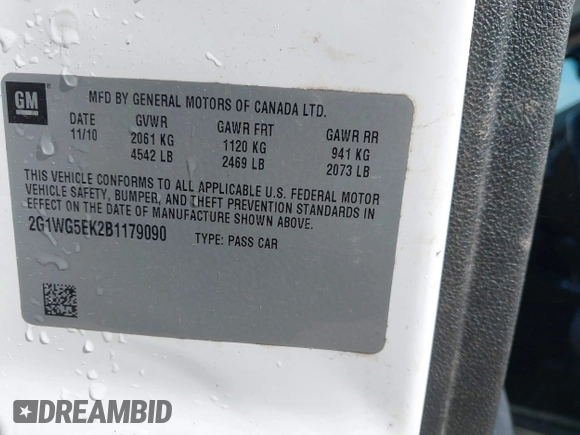 GM
MFD BY GENERAL MOTORS OF CANADA LTD.
DATE GVWR GAWR FRT GAWR RR
11/10 2061 KG 1120 KG 941 KG
4542 LB 2469 LB 2073 LB
THIS VEHICLE CONFORMS TO ALL APPLICABLE U.S. FEDERAL MOTOR
VEHICLE SAFETY, BUMPER, AND THEFT PREVENTION STANDARDS IN
EFFECT ON THE DATE OF MANUFACTURE SHOWN ABOVE.
2G1WG5EK2B1179090 TYPE: PASS CAR
DREAMBID